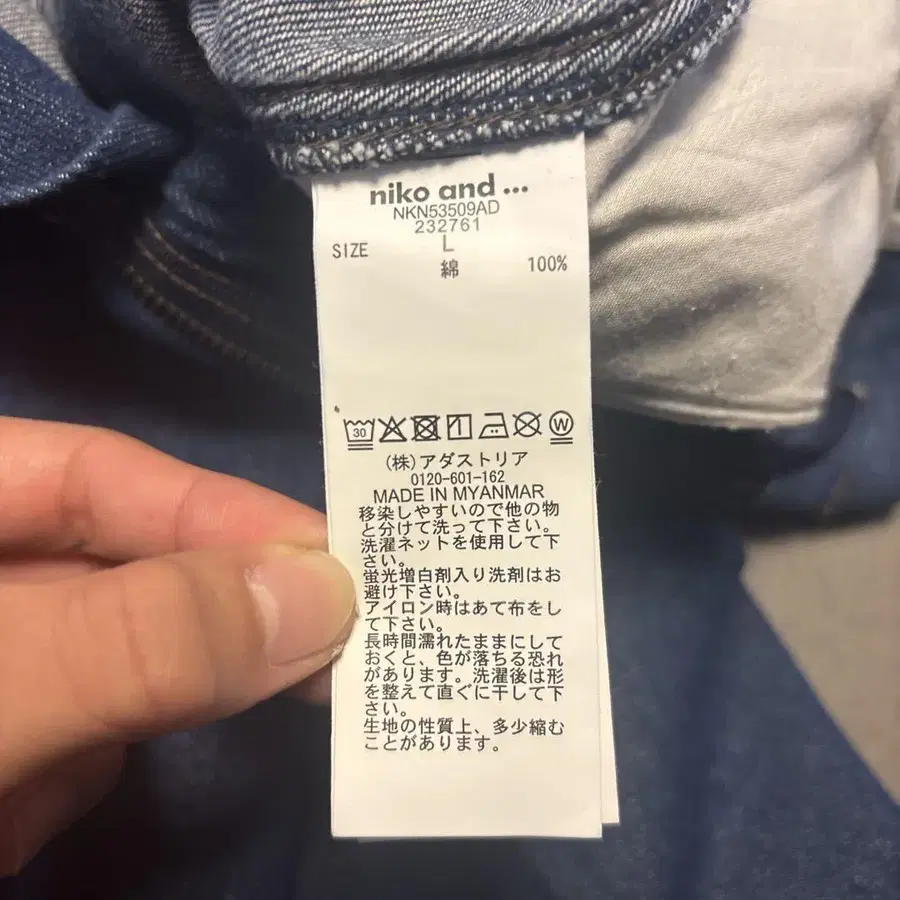 niko and ...
NKN53509AD
232761
SIZE L
綿 100%
30 W
(株)アダストリア
0120-601-162
MADE IN MYANMAR
移染しやすいので他の物
と分けて洗って下さい。
洗濯ネットを使用して下
さい。
蛍光増白剤入り洗剤はお
避け下さい。
アイロン時はあて布をし
て下さい。
長時間濡れたままにして
おくと、色が落ちる恐れ
があります。洗濯後は形
を整えて直ぐに干して下
さい。
生地の性質上、多少縮む
ことがあります。